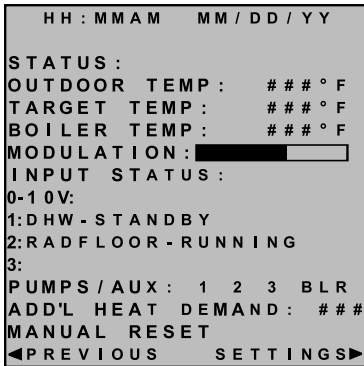 HH:MMAM MM/DD/YY
STATUS:
OUTDOOR TEMP: ###°F
TARGET TEMP: ###°F
BOILER TEMP: ###°F
MODULATION:
INPUT STATUS:
0-10V:
1:DHW-STANDBY
2:RADFLOOR-RUNNING
3:
PUMPS/AUX: 1 2 3 BLR
ADD'L HEAT DEMAND: ###
MANUAL RESET
◄PREVIOUS SETTINGS►